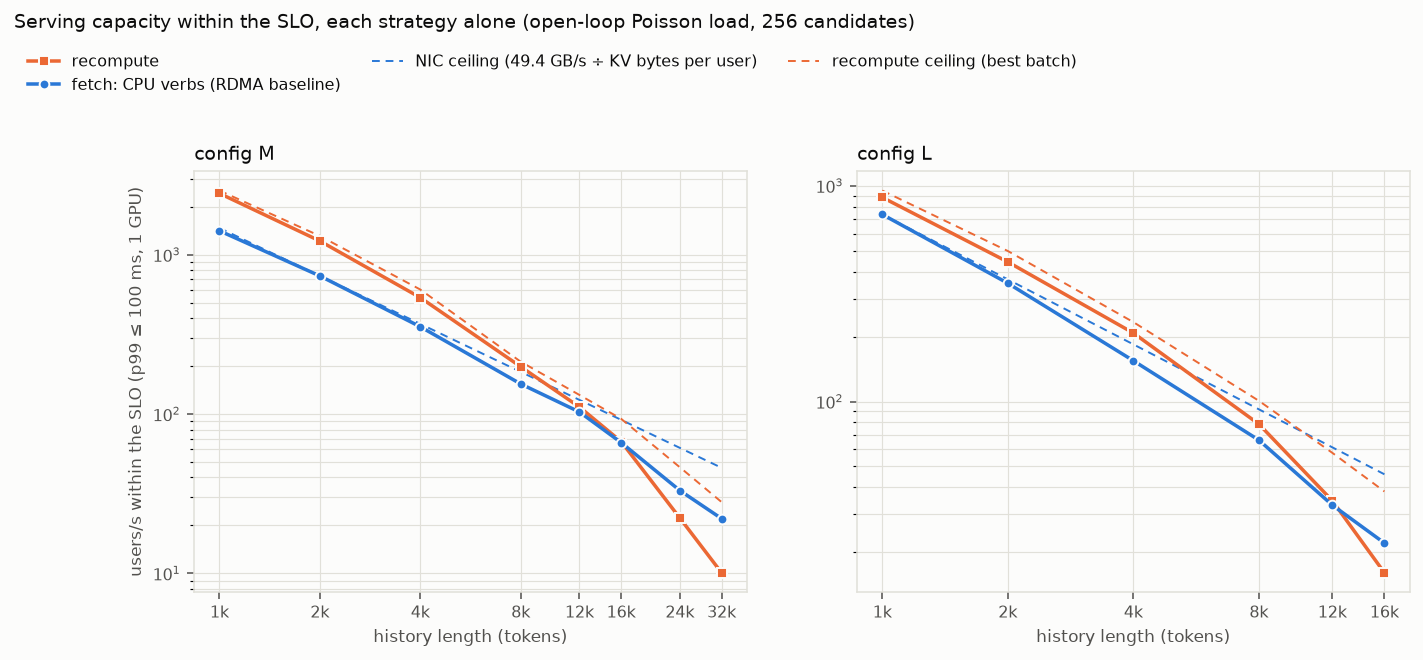 Serving capacity within the SLO, each strategy alone (open-loop Poisson load, 256 candidates)
recompute
fetch: CPU verbs (RDMA baseline)
NIC ceiling (49.4 GB/s ÷ KV bytes per user)
recompute ceiling (best batch)
config M
users/s within the SLO (p99 ≤ 100 ms, 1 GPU)
10³
10²
10¹
1k 2k 4k 8k 12k 16k 24k 32k
history length (tokens)
config L
10³
10²
1k 2k 4k 8k 12k 16k
history length (tokens)